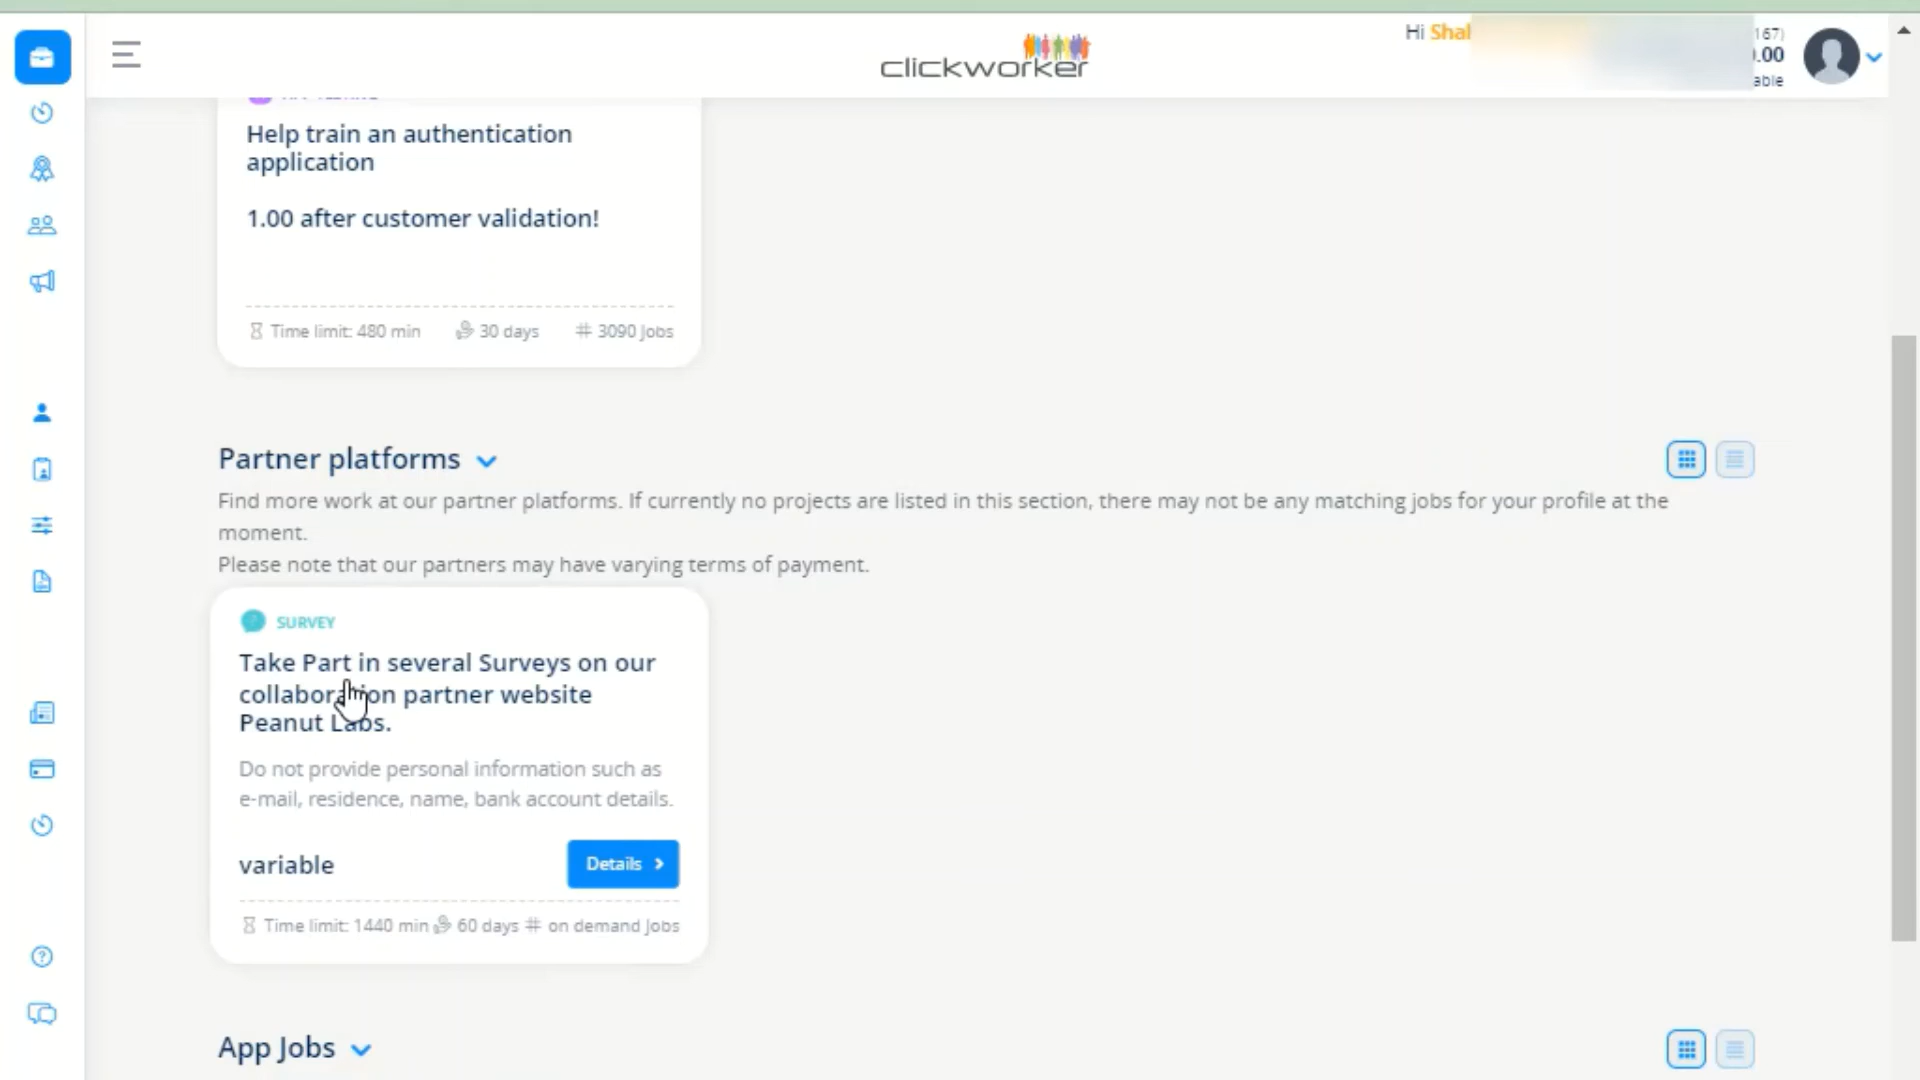 clickworker
Hi Shal
167)
.00
able
Help train an authentication
application
1.00 after customer validation!
Time limit: 480 min 30 days # 3090 Jobs
Partner platforms
Find more work at our partner platforms. If currently no projects are listed in this section, there may not be any matching jobs for your profile at the
moment.
Please note that our partners may have varying terms of payment.
SURVEY
Take Part in several Surveys on our
collaboration partner website
Peanut Labs.
Do not provide personal information such as
e-mail, residence, name, bank account details.
variable
Details >
Time limit: 1440 min 60 days # on demand Jobs
App Jobs